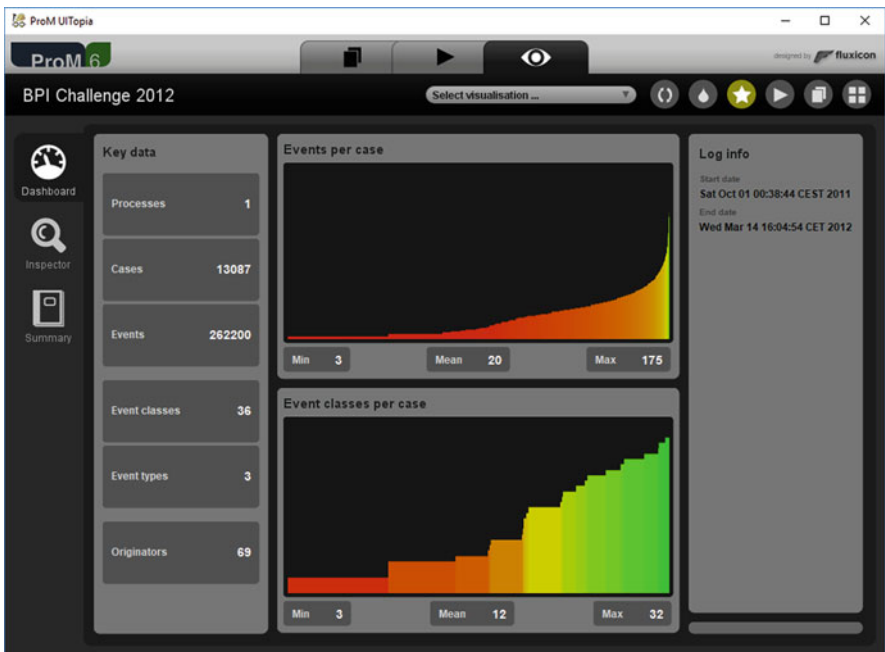 ProM UITopia
ProM 6
designed by fluxicon
BPI Challenge 2012
Select visualisation ...
Dashboard
Inspector
Summary
Key data
Processes 1
Cases 13087
Events 262200
Event classes 36
Event types 3
Originators 69
Events per case
Min 3 Mean 20 Max 175
Event classes per case
Min 3 Mean 12 Max 32
Log info
Start date
Sat Oct 01 00:38:44 CEST 2011
End date
Wed Mar 14 16:04:54 CET 2012